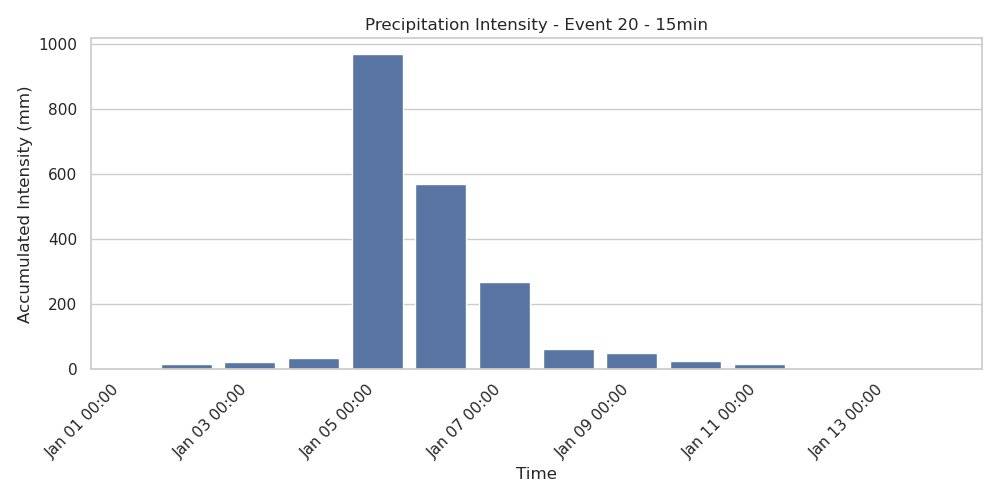 Precipitation Intensity - Event 20 - 15min
Accumulated Intensity (mm)
1000
800
600
400
200
0
Jan 01 00:00
Jan 03 00:00
Jan 05 00:00
Jan 07 00:00
Jan 09 00:00
Jan 11 00:00
Jan 13 00:00
Time